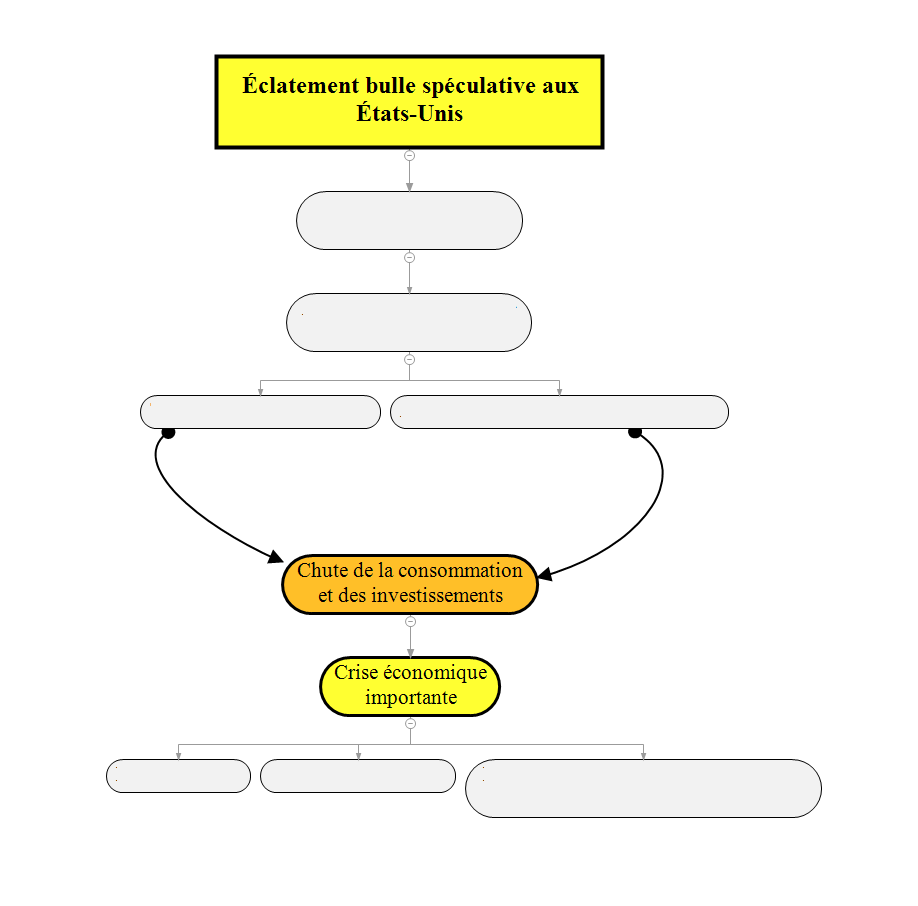 Éclatement bulle spéculative aux
États-Unis
Chute de la consommation
et des investissements
Crise économique
importante